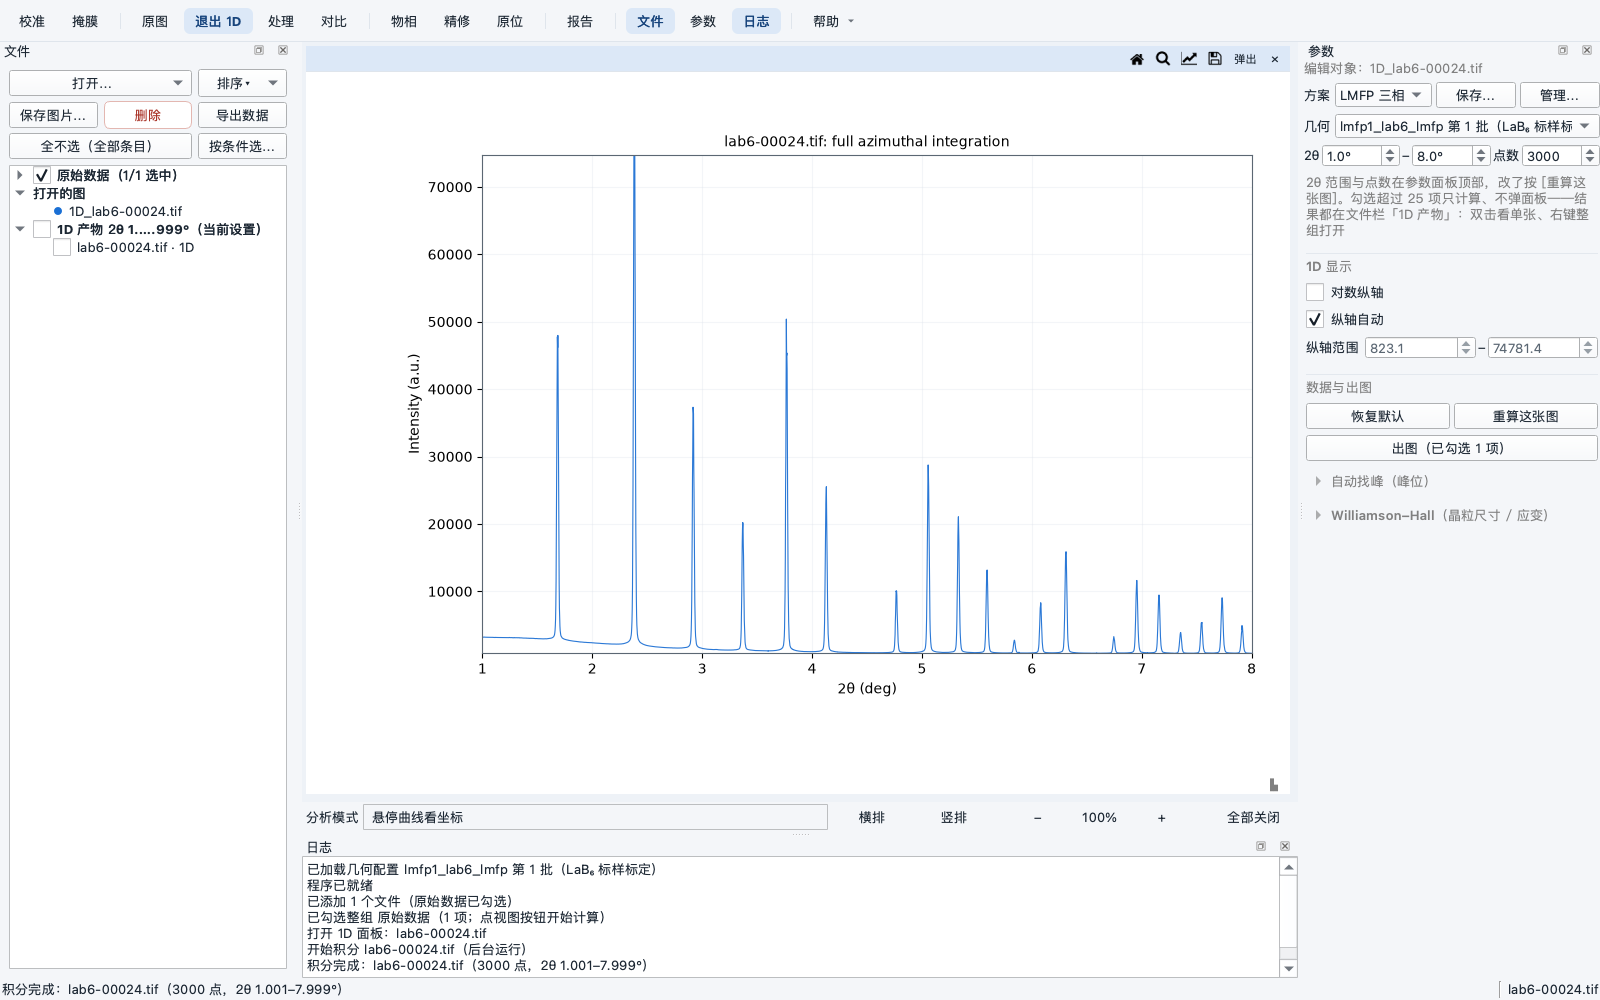 校准 掩膜 原图 退出 1D 处理 对比 物相 精修 原位 报告 文件 参数 日志 帮助
文件
打开... 排序
保存图片... 删除 导出数据
全不选（全部条目） 按条件选...
原始数据（1/1 选中）
打开的图
1D_lab6-00024.tif
1D 产物 2θ 1.....999°（当前设置）
lab6-00024.tif · 1D
弹出 ×
lab6-00024.tif: full azimuthal integration
70000
60000
50000
40000
30000
20000
10000
Intensity (a.u.)
1 2 3 4 5 6 7 8
2θ (deg)
分析模式 悬停曲线看坐标 横排 竖排 − 100% + 全部关闭
日志
已加载几何配置 lmfp1_lab6_lmfp 第 1 批（LaB₆ 标样标定）
程序已就绪
已添加 1 个文件（原始数据已勾选）
已勾选整组 原始数据（1 项；点视图按钮开始计算）
打开 1D 面板：lab6-00024.tif
开始积分 lab6-00024.tif（后台运行）
积分完成：lab6-00024.tif（3000 点，2θ 1.001–7.999°）
参数
编辑对象：1D_lab6-00024.tif
方案 LMFP 三相 保存... 管理...
几何 lmfp1_lab6_lmfp 第 1 批（LaB₆ 标样标
2θ 1.0° – 8.0° 点数 3000
2θ 范围与点数在参数面板顶部，改了按 [重算这
张图]。勾选超过 25 项只计算、不弹面板——结
果都在文件栏「1D 产物」：双击看单张、右键整
组打开
1D 显示
对数纵轴
纵轴自动
纵轴范围 823.1 – 74781.4
数据与出图
恢复默认 重算这张图
出图（已勾选 1 项）
自动找峰（峰位）
Williamson–Hall（晶粒尺寸 / 应变）
积分完成：lab6-00024.tif（3000 点，2θ 1.001–7.999°） lab6-00024.tif